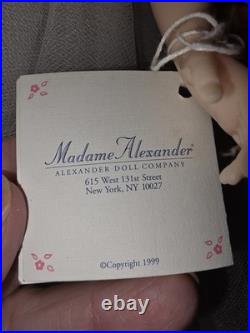 Madame Alexander®
ALEXANDER DOLL COMPANY
615 West 131st Street
New York, NY 10027
©Copyright 1999